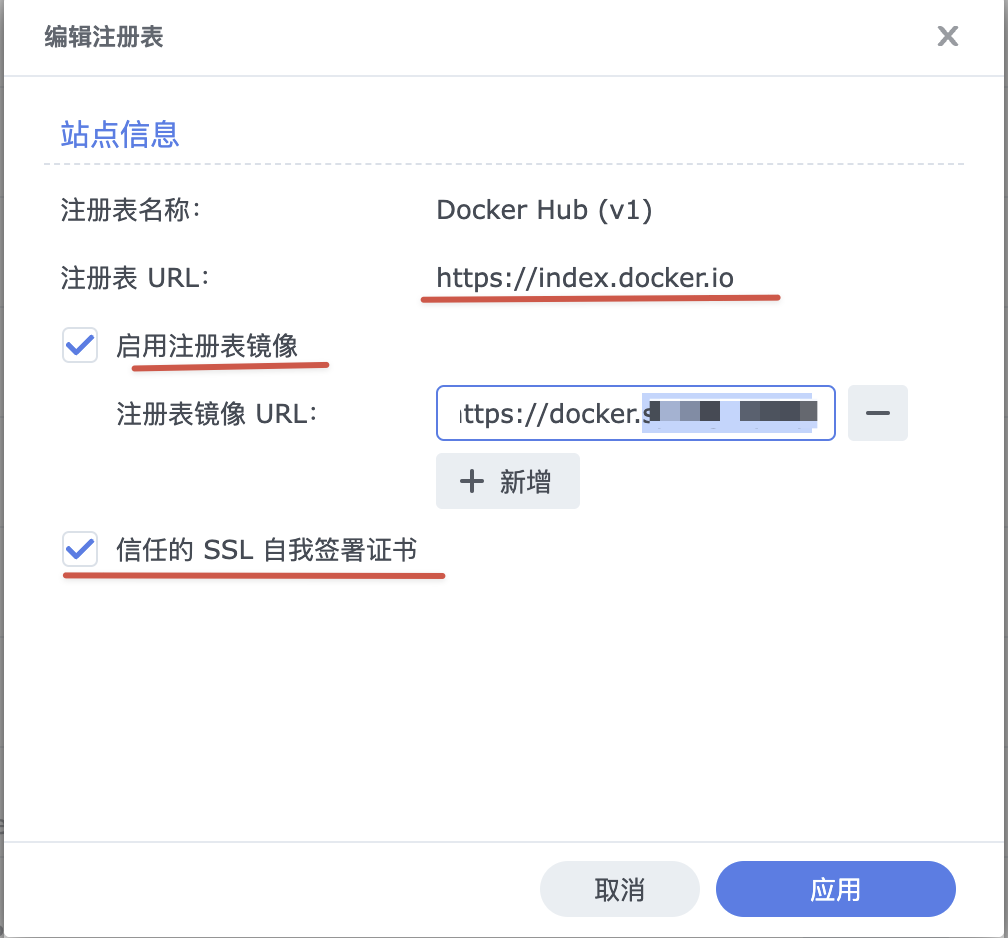 编辑注册表
站点信息
注册表名称： Docker Hub (v1)
注册表 URL： https://index.docker.io
启用注册表镜像
注册表镜像 URL： ttps://docker.s
新增
信任的 SSL 自我签署证书
取消 应用